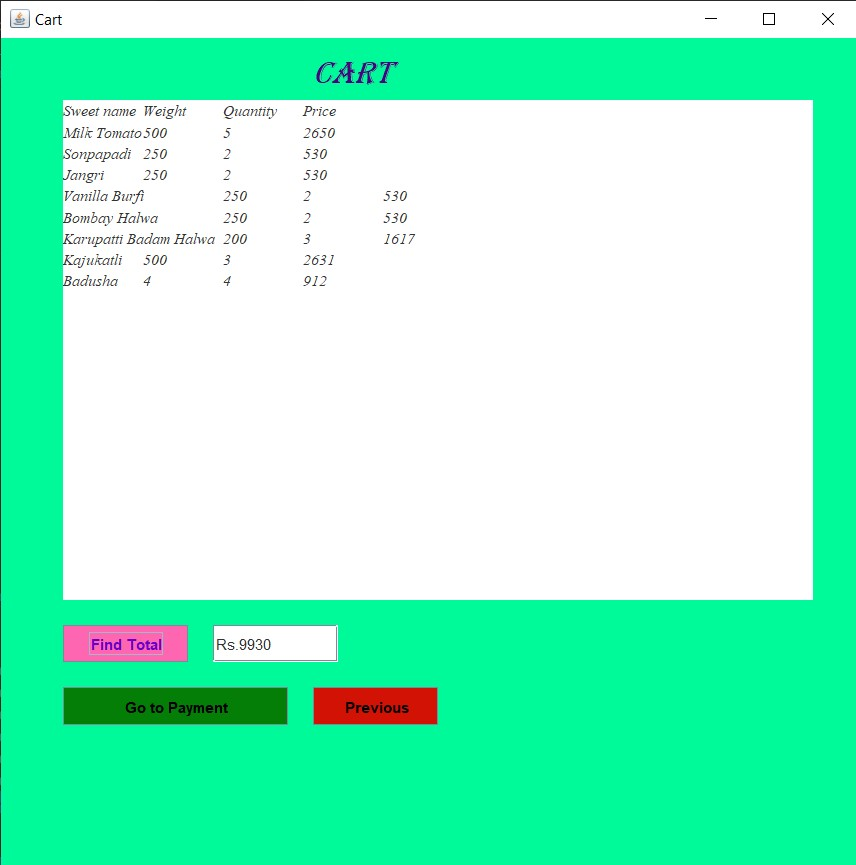 Cart
CART
Sweet name Weight Quantity Price
Milk Tomato 500 5 2650
Sonpapadi 250 2 530
Jangri 250 2 530
Vanilla Burfi 250 2 530
Bombay Halwa 250 2 530
Karupatti Badam Halwa 200 3 1617
Kajukatli 500 3 2631
Badusha 4 4 912
Find Total Rs.9930
Go to Payment Previous